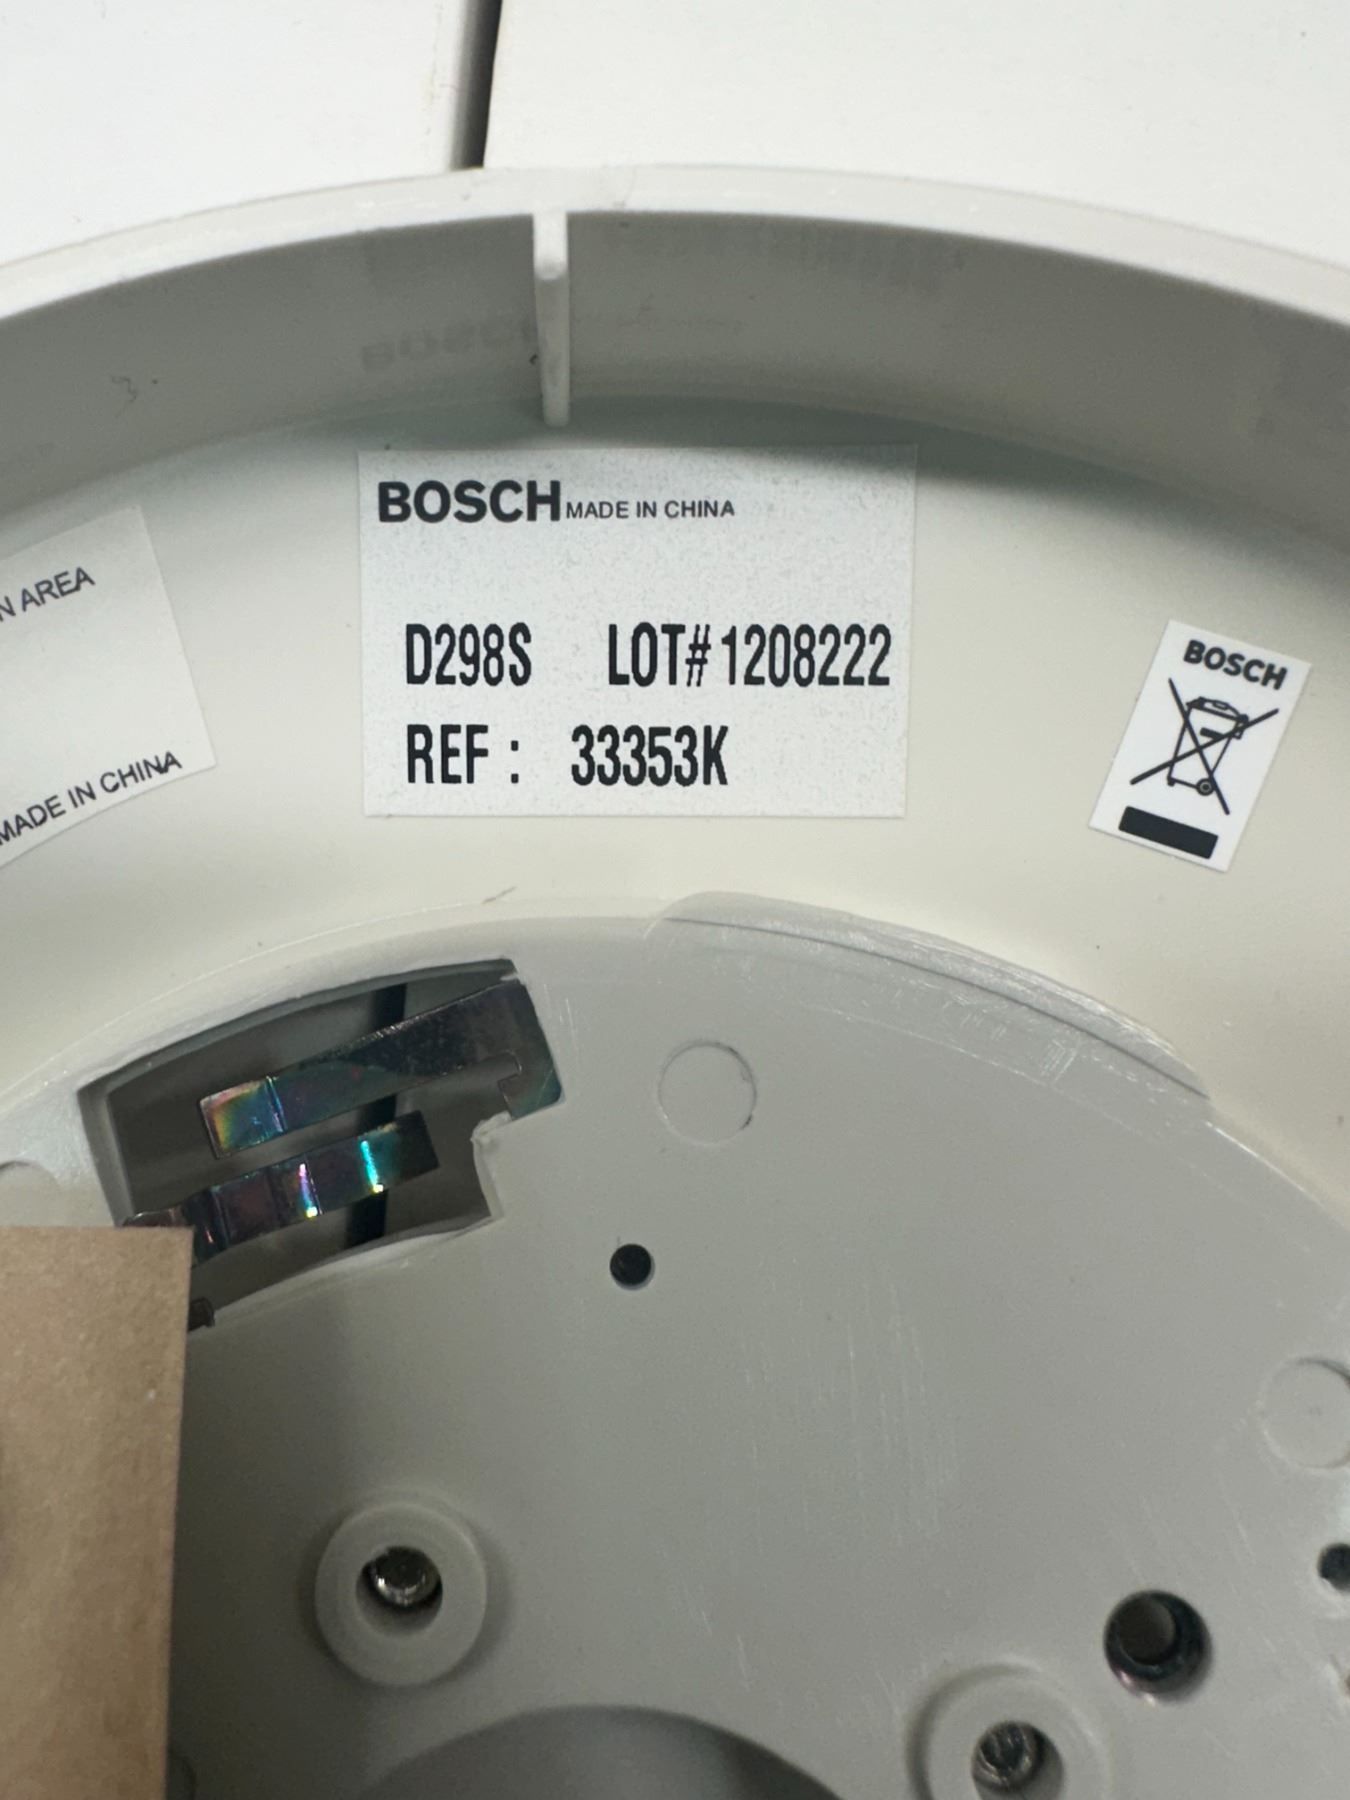 BOSCH MADE IN CHINA
D298S LOT# 1208222
REF : 33353K
N AREA
MADE IN CHINA
BOSCH